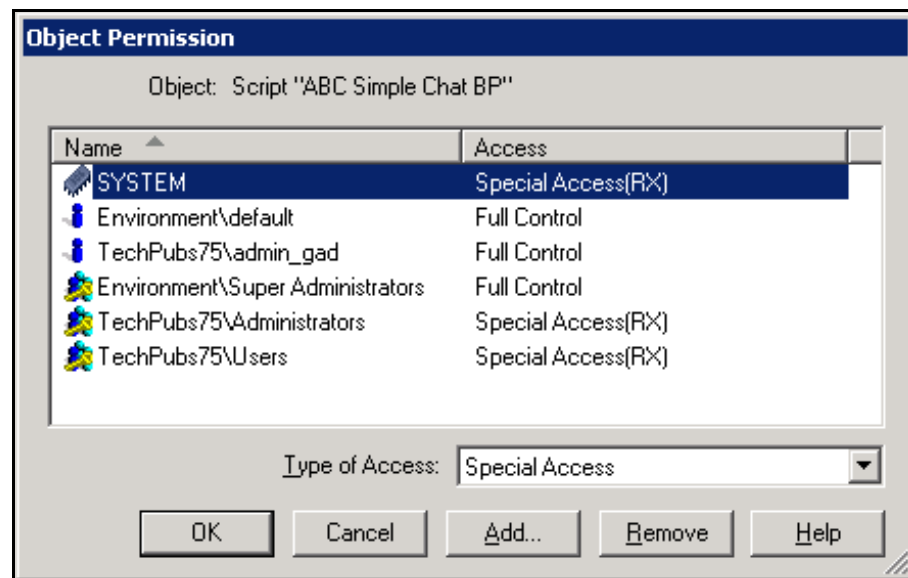 Object Permission
Object: Script "ABC Simple Chat BP"
Name Access
SYSTEM Special Access(RX)
Environment\default Full Control
TechPubs75\admin_gad Full Control
Environment\Super Administrators Full Control
TechPubs75\Administrators Special Access(RX)
TechPubs75\Users Special Access(RX)
Type of Access: Special Access
OK Cancel Add... Remove Help